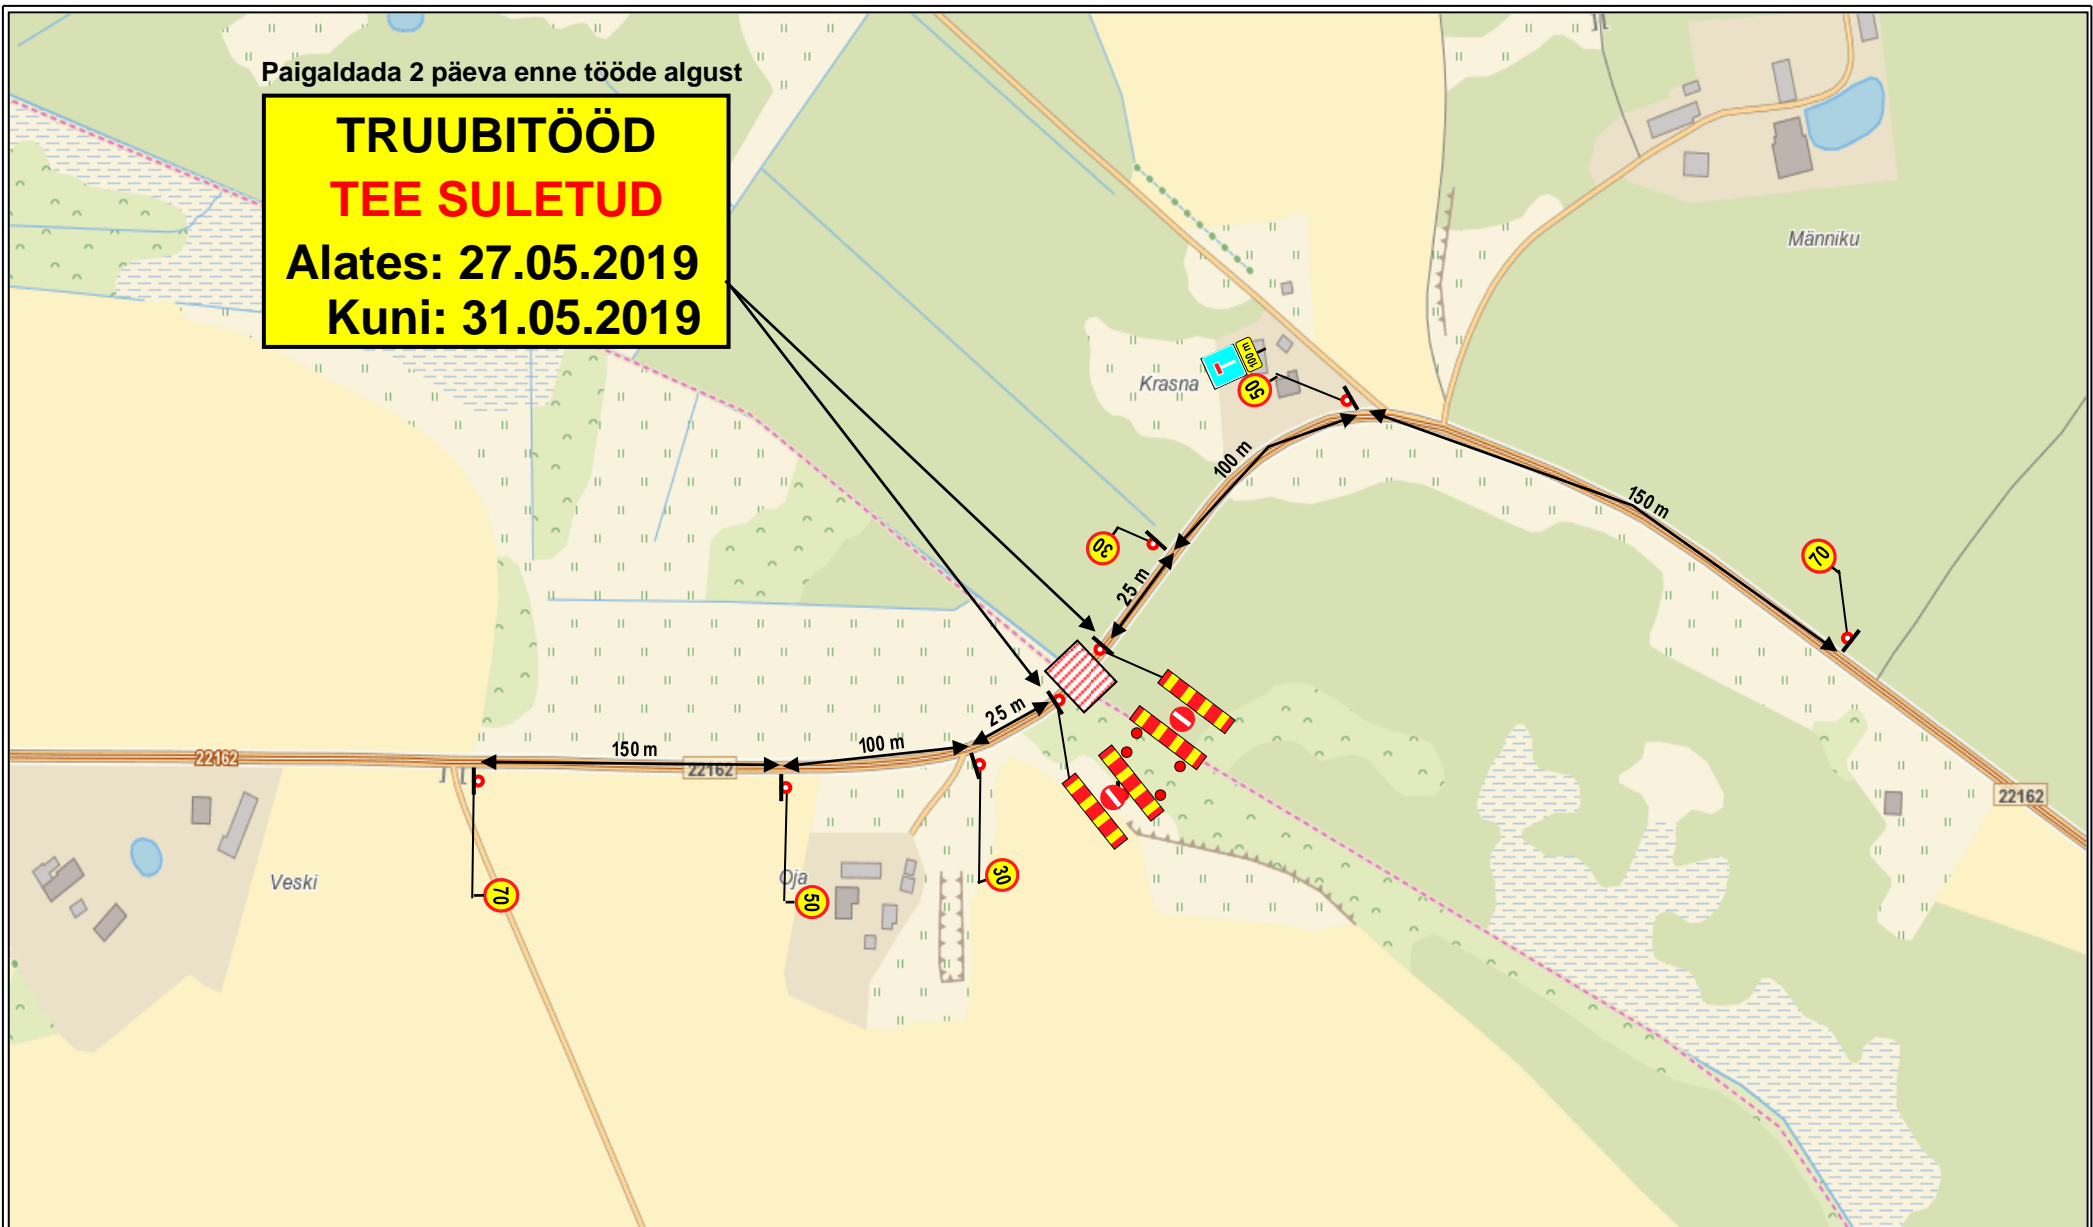 Paigaldada 2 päeva enne tööde algust
TRUUBITÖÖD
TEE SULETUD
Alates: 27.05.2019
Kuni: 31.05.2019
Männiku
Krasna
100 m
50
100 m
150 m
30
25 m
70
25 m
150 m
100 m
22162
22162
22162
Veski
Oja
70
50
30